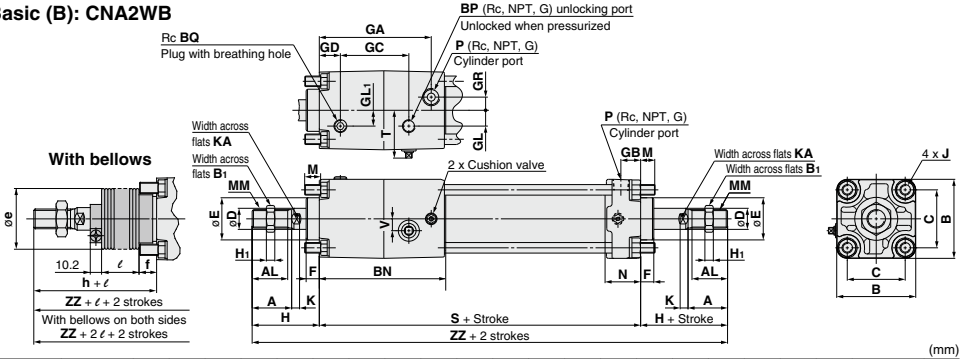 Basic (B): CNA2WB
BP (Rc, NPT, G) unlocking port
Unlocked when pressurized
P (Rc, NPT, G)
Cylinder port
Rc BQ
Plug with breathing hole
GA
GD
GC
GR
GL1
GL
T
P (Rc, NPT, G)
Cylinder port
Width across
flats KA
Width across
flats B1
With bellows
MM
M
2 x Cushion valve
GB
M
Width across flats KA
Width across flats B1
MM
4 x J
øe
øE
øD
V
øD
øE
C
B
H1
AL
F
BN
N
F
H1
AL
10.2
ℓ
f
h + ℓ
A
K
K
A
C
B
ZZ + ℓ + 2 strokes
H
S + Stroke
H + Stroke
With bellows on both sides
ZZ + 2 ℓ + 2 strokes
ZZ + 2 strokes
(mm)